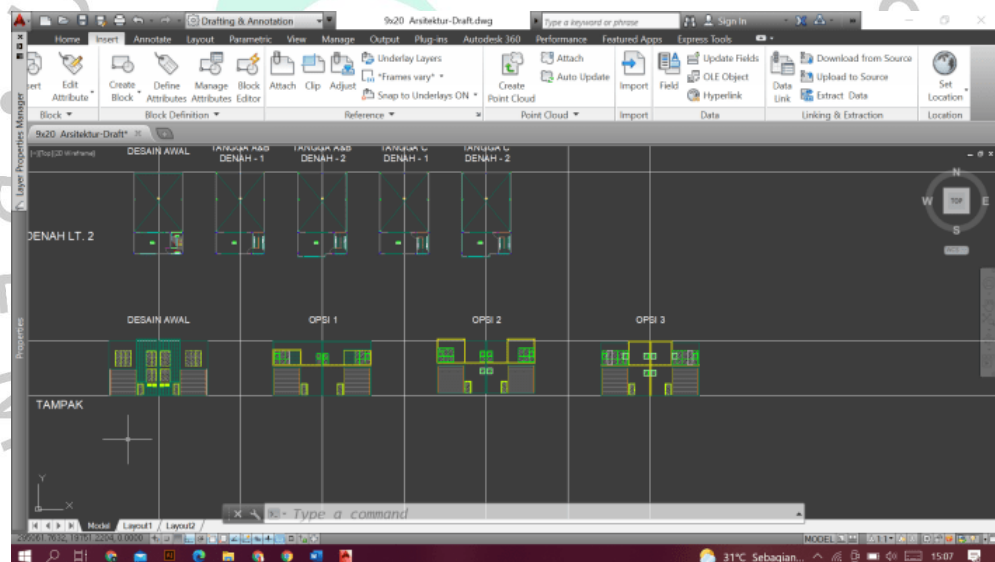 Drafting & Annotation
9x20 Arsitektur-Draft.dwg
Type a keyword or phrase
Sign In
Home Insert Annotate Layout Parametric View Manage Output Plug-ins Autodesk 360 Performance Featured Apps Express Tools
Edit Attribute
Create Block
Define Attributes
Manage Attributes
Block Editor
Attach
Clip
Adjust
Underlay Layers
*Frames vary*
Snap to Underlays ON
Create Point Cloud
Attach
Auto Update
Import
Field
Update Fields
OLE Object
Hyperlink
Data Link
Download from Source
Upload to Source
Extract Data
Set Location
Block Block Definition Reference Point Cloud Import Data Linking & Extraction Location
9x20 Arsitektur-Draft*
Layer Properties Manager
Properties
[-][Top][2D Wireframe]
DESAIN AWAL
TANGGA A&B
DENAH - 1
TANGGA A&B
DENAH - 2
TANGGA C
DENAH - 1
TANGGA C
DENAH - 2
N
W TOP E
S
DENAH LT. 2
DESAIN AWAL OPSI 1 OPSI 2 OPSI 3
TAMPAK
Y
X
Type a command
Model Layout1 Layout2
MODEL
31°C Sebagian...
15:07